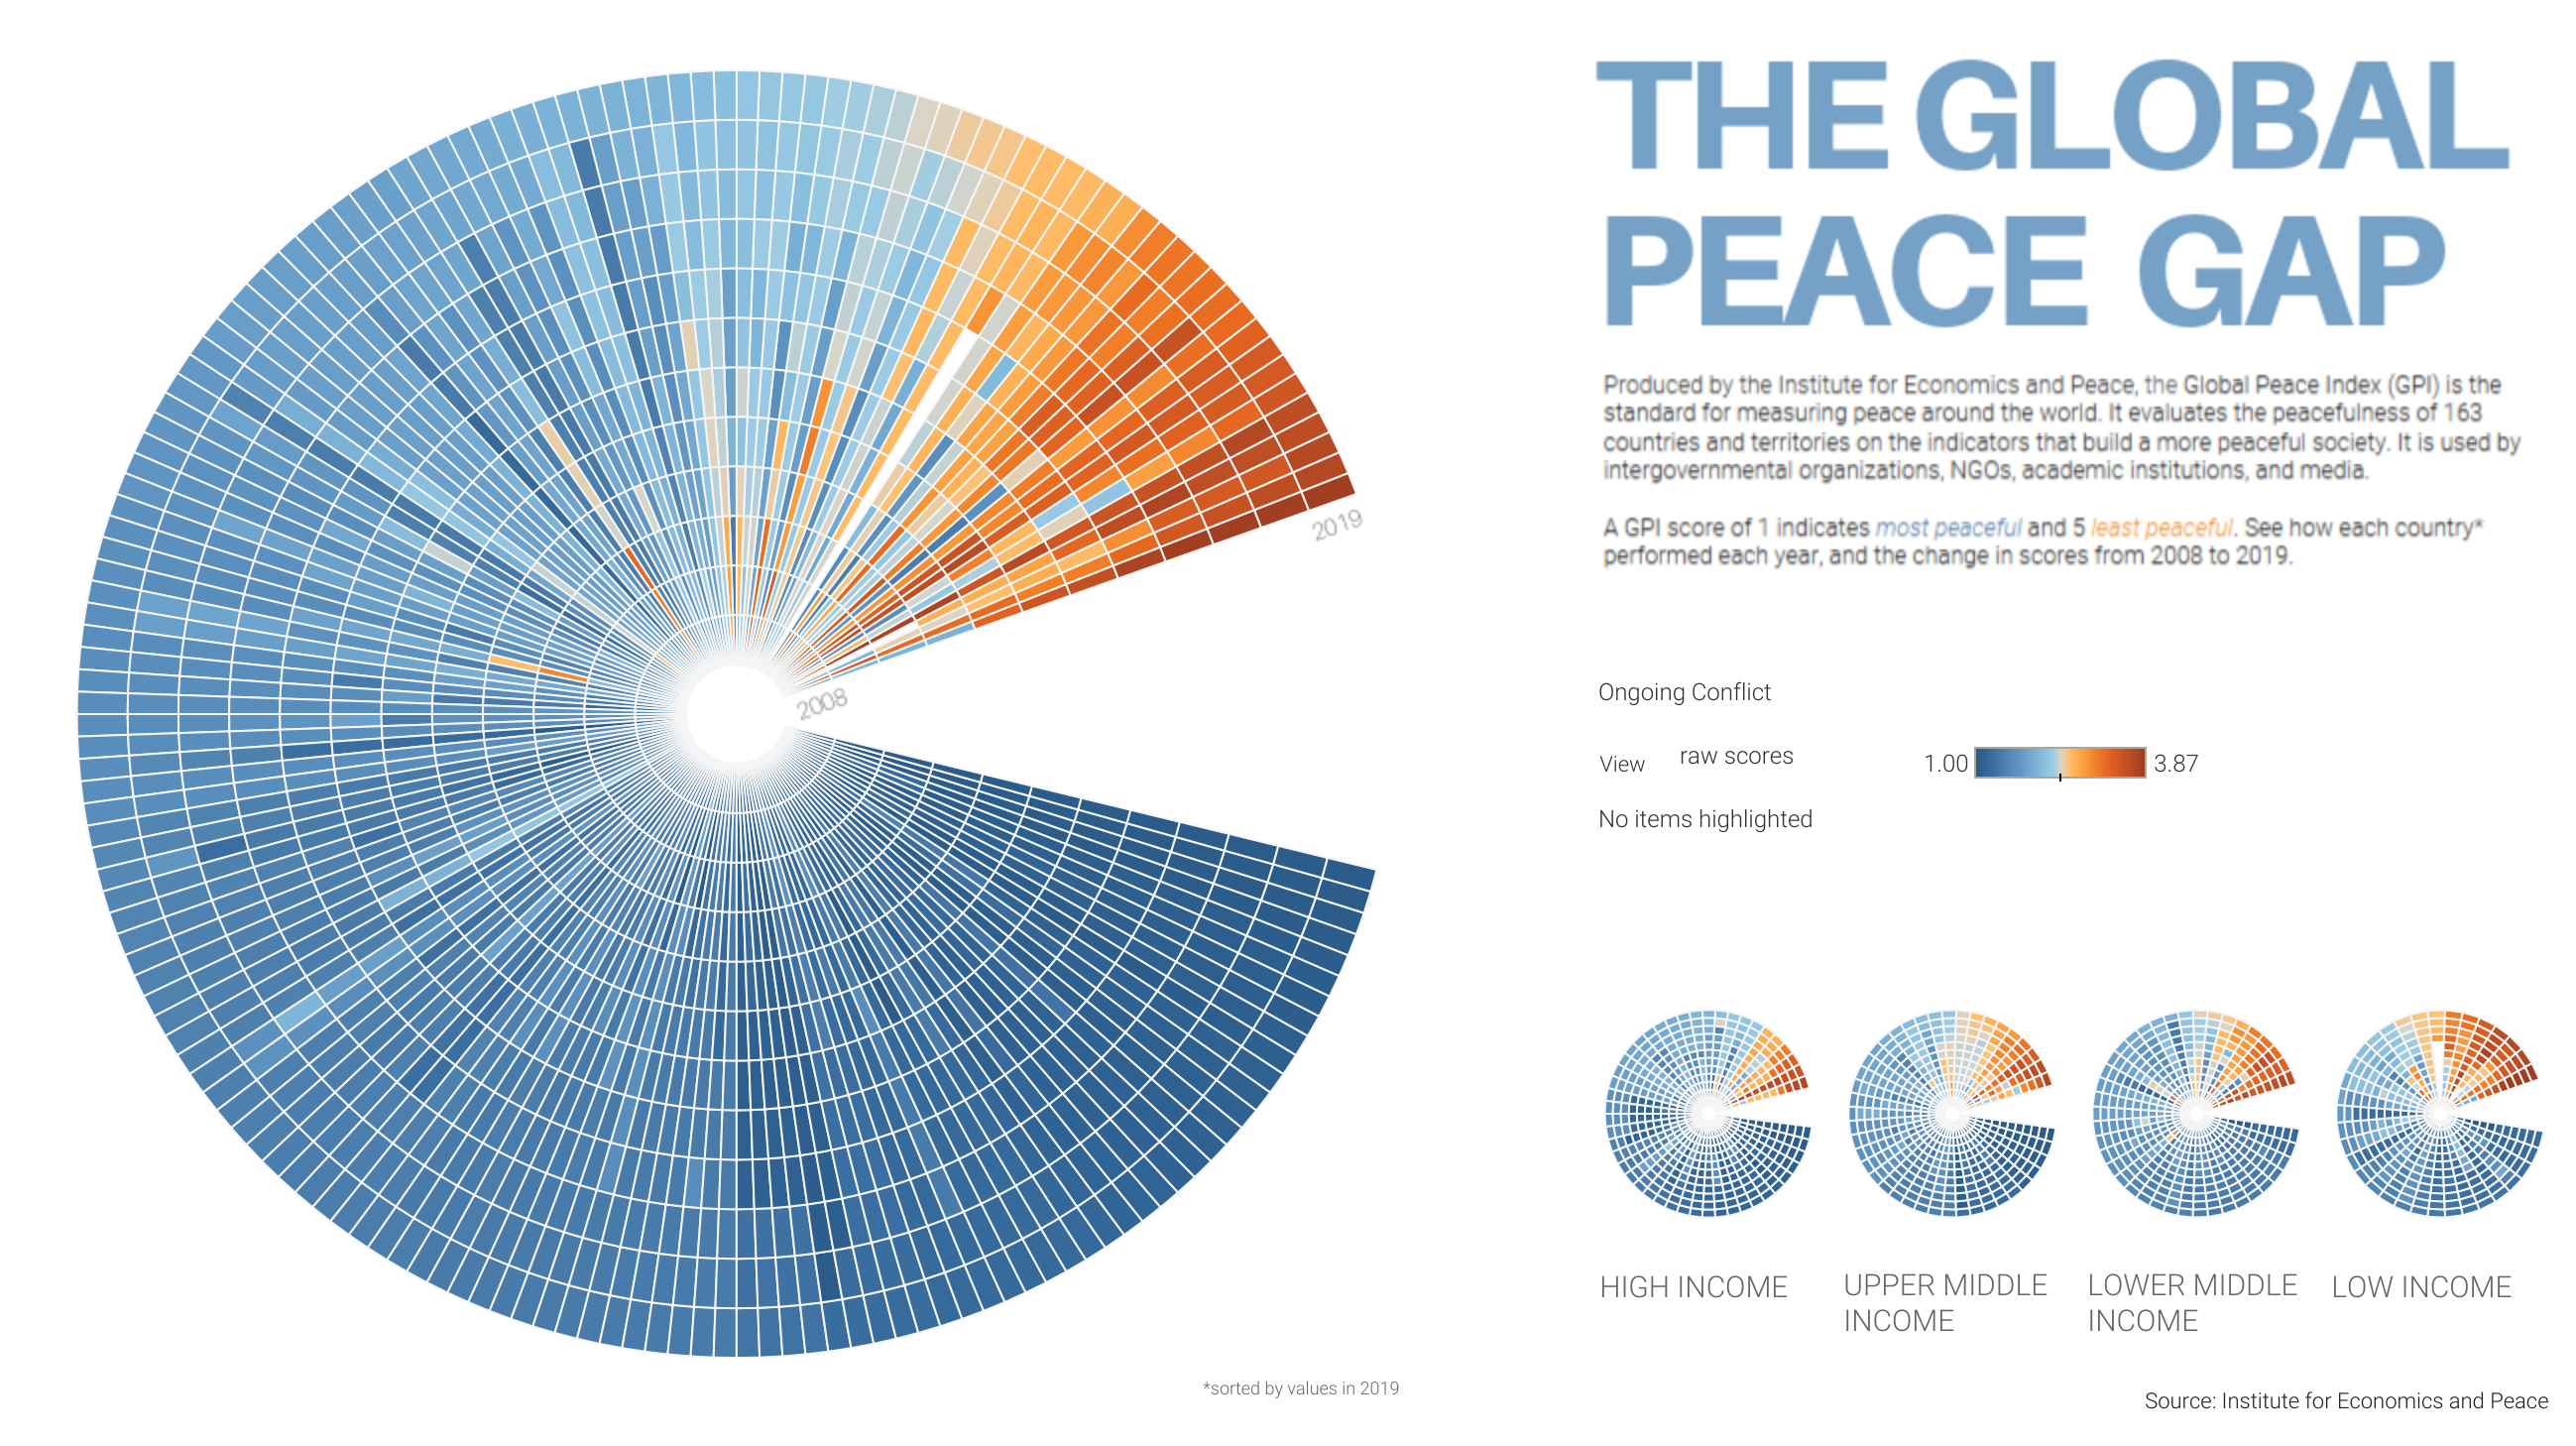 THE GLOBAL
PEACE GAP
Produced by the Institute for Economics and Peace, the Global Peace Index (GPI) is the
standard for measuring peace around the world. It evaluates the peacefulness of 163
countries and territories on the indicators that build a more peaceful society. It is used by
intergovernmental organizations, NGOs, academic institutions, and media.
A GPI score of 1 indicates most peaceful and 5 least peaceful. See how each country*
performed each year, and the change in scores from 2008 to 2019.
2019
2008
Ongoing Conflict
View raw scores 1.00 3.87
No items highlighted
HIGH INCOME
UPPER MIDDLE
INCOME
LOWER MIDDLE
INCOME
LOW INCOME
*sorted by values in 2019
Source: Institute for Economics and Peace